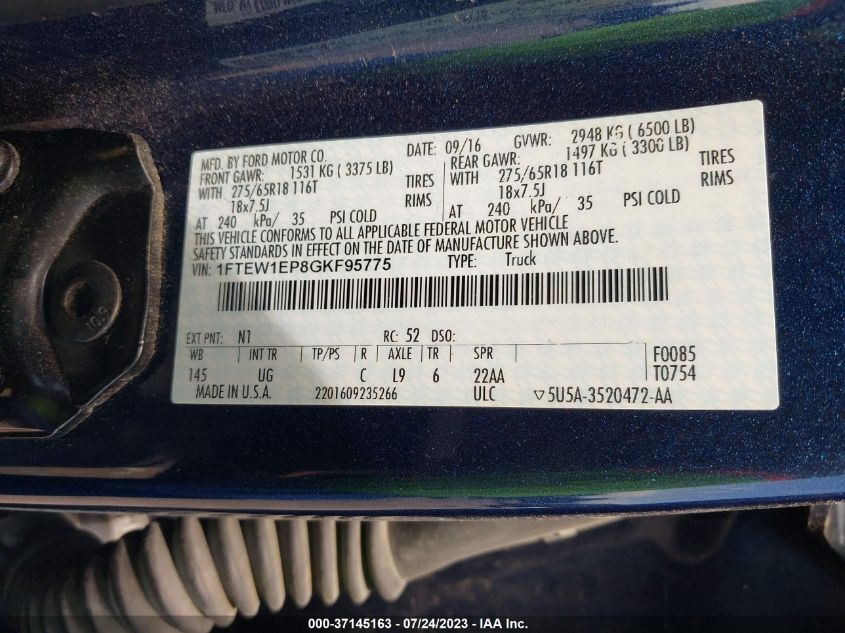 MFD. BY FORD MOTOR CO. DATE: 09/16 GVWR: 2948 KG ( 6500 LB)
FRONT GAWR: 1531 KG ( 3375 LB) REAR GAWR: 1497 KG ( 3300 LB)
WITH 275/65R18 116T TIRES WITH 275/65R18 116T TIRES
18x7.5J RIMS 18x7.5J RIMS
AT 240 kPa/ 35 PSI COLD AT 240 kPa/ 35 PSI COLD
THIS VEHICLE CONFORMS TO ALL APPLICABLE FEDERAL MOTOR VEHICLE
SAFETY STANDARDS IN EFFECT ON THE DATE OF MANUFACTURE SHOWN ABOVE.
VIN: 1FTEW1EP8GKF95775 TYPE: Truck
EXT PNT: N1 RC: 52 DSO:
WB INT TR TP/PS R AXLE TR SPR F0085
145 UG C L9 6 22AA T0754
MADE IN U.S.A. 2201609235266 ULC ▽5U5A-3520472-AA
000-37145163 - 07/24/2023 - IAA Inc.